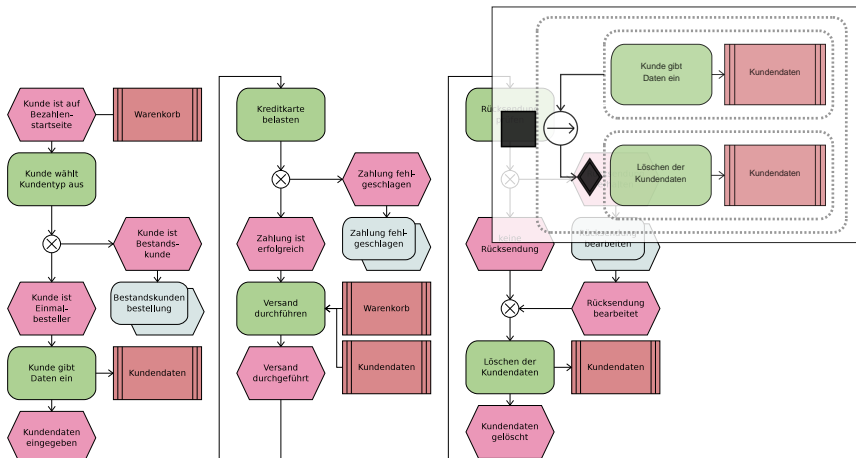 Kunde ist auf
Bezahlen-
startseite
Warenkorb
Kunde wählt
Kundentyp aus
Kunde ist
Bestands-
kunde
Bestandskunden
bestellung
Kunde ist
Einmal-
besteller
Kunde gibt
Daten ein
Kundendaten
Kundendaten
eingegeben
Kreditkarte
belasten
Zahlung fehl-
geschlagen
Zahlung fehl-
geschlagen
Zahlung ist
erfolgreich
Versand
durchführen
Warenkorb
Kundendaten
Versand
durchgeführt
Kunde gibt
Daten ein
Kundendaten
Löschen der
Kundendaten
Kundendaten
keine
Rücksendung
bearbeiten
Rücksendung
bearbeitet
Löschen der
Kundendaten
Kundendaten
Kundendaten
gelöscht